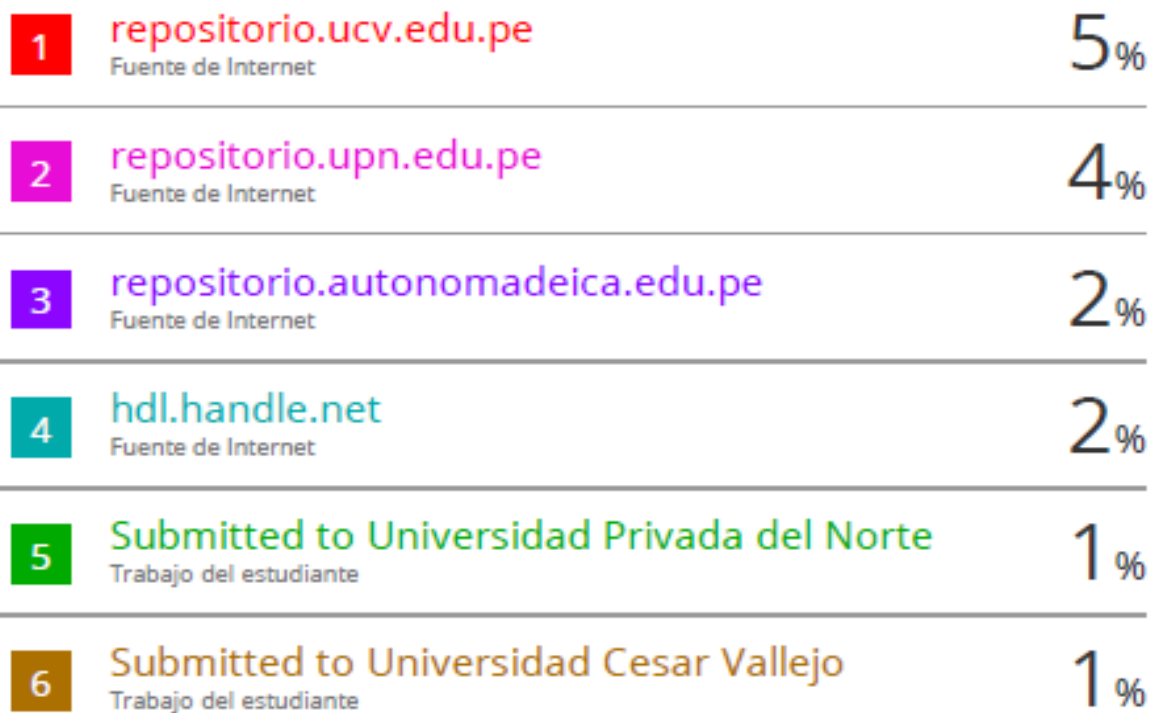 1 repositorio.ucv.edu.pe 5%
Fuente de Internet
2 repositorio.upn.edu.pe 4%
Fuente de Internet
3 repositorio.autonomadeica.edu.pe 2%
Fuente de Internet
4 hdl.handle.net 2%
Fuente de Internet
5 Submitted to Universidad Privada del Norte 1%
Trabajo del estudiante
6 Submitted to Universidad Cesar Vallejo 1%
Trabajo del estudiante